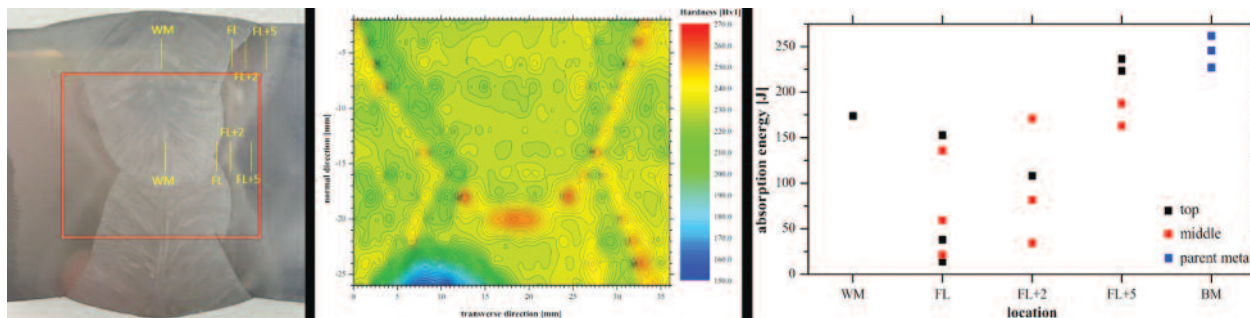 WM
FL
FL+5
FL+2
FL+2
WM
FL
FL+5
Hardness [Hv1]
270.0
260.0
250.0
240.0
230.0
220.0
210.0
200.0
190.0
180.0
170.0
160.0
150.0
-5
-10
-15
-20
-25
normal direction [mm]
0
5
10
15
20
25
30
35
transverse direction [mm]
250
200
150
100
50
0
absorption energy [J]
top
middle
parent metal
WM
FL
FL+2
FL+5
BM
location